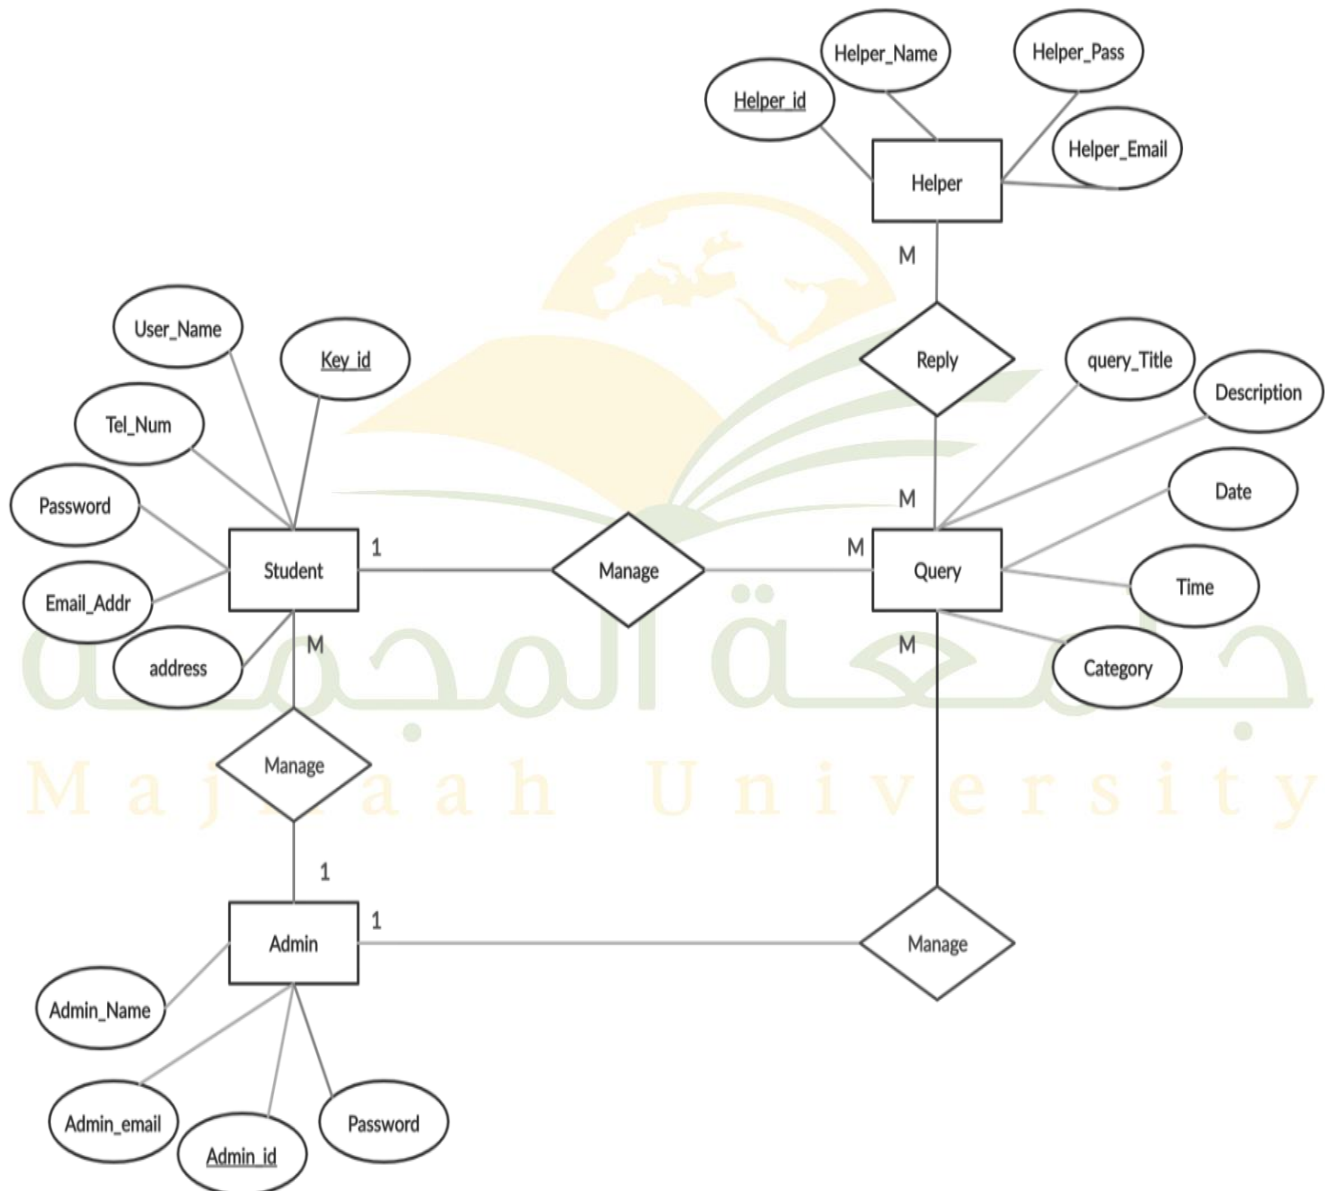 Helper_Name
Helper_Pass
Helper_id
Helper_Email
Helper
M
Reply
User_Name
Key_id
query_Title
Description
Tel_Num
Password
M
Date
Student
1
Manage
M
Query
Email_Addr
Time
address
M
M
Category
جامعة المجمعة
Majmaah University
Manage
1
1
Admin
Manage
Admin_Name
Admin_email
Password
Admin_id